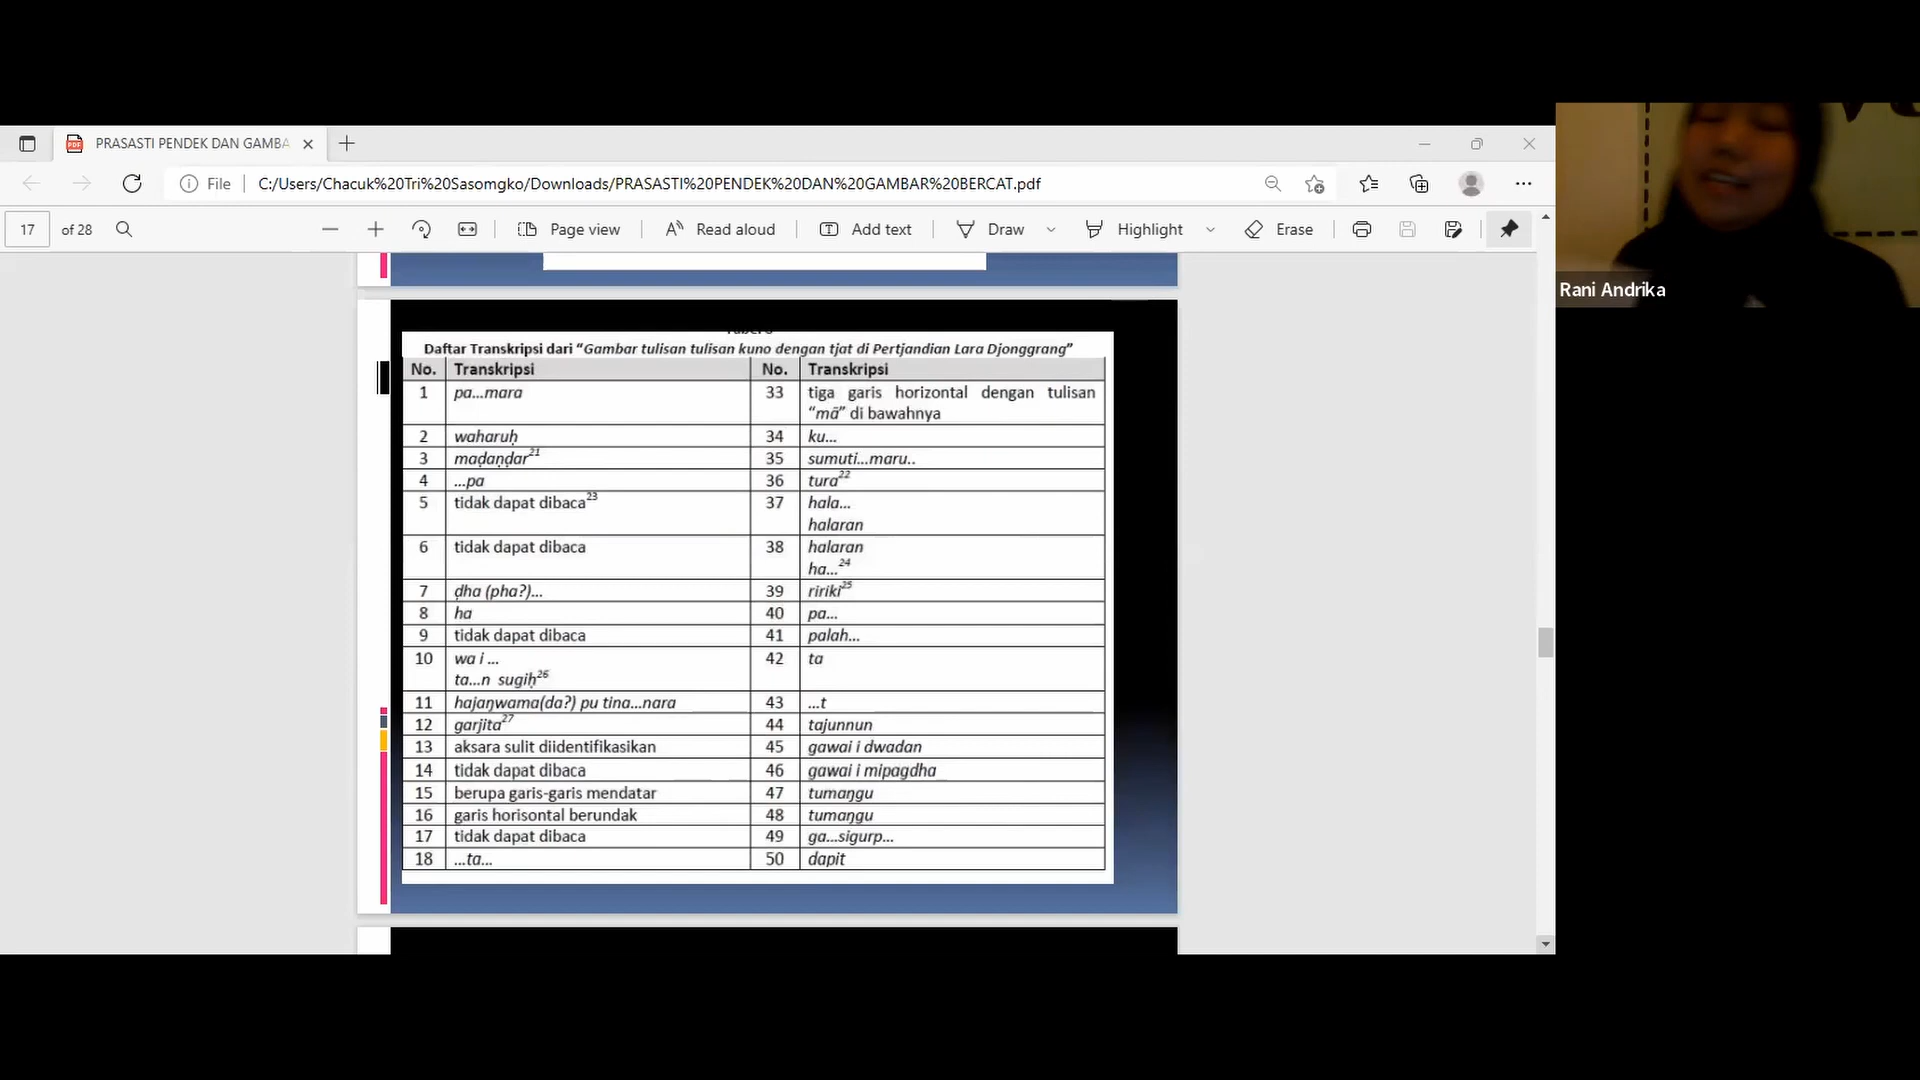 PRASASTI PENDEK DAN GAMBA
File C:/Users/Chacuk%20Tri%20Sasomgko/Downloads/PRASASTI%20PENDEK%20DAN%20GAMBAR%20BERCAT.pdf
17 of 28 Page view Read aloud Add text Draw Highlight Erase
Rani Andrika
Daftar Transkripsi dari “Gambar tulisan tulisan kuno dengan tjat di Pertjandian Lara Djonggrang”
No. Transkripsi No. Transkripsi
1 pa...mara 33 tiga garis horizontal dengan tulisan
“mā” di bawahnya
2 waharuḥ 34 ku...
3 maḍaṇḍar21 35 sumuti...maru..
4 ...pa 36 tura22
5 tidak dapat dibaca23 37 hala...
halaran
6 tidak dapat dibaca 38 halaran
ha...24
7 ḍha (pha?)... 39 ririki25
8 ha 40 pa...
9 tidak dapat dibaca 41 palah...
10 wa i ... 42 ta
ta...n sugiḥ26
11 hajaŋwama(da?) pu tina...nara 43 ...t
12 garjita27 44 tajunnun
13 aksara sulit diidentifikasikan 45 gawai i dwadan
14 tidak dapat dibaca 46 gawai i mipagdha
15 berupa garis-garis mendatar 47 tumaŋgu
16 garis horisontal berundak 48 tumaŋgu
17 tidak dapat dibaca 49 ga...sigurp...
18 ...ta... 50 dapit